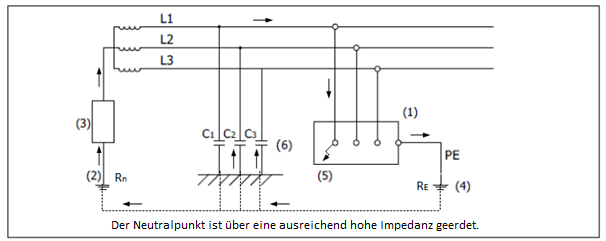 L1
L2
L3
(1)
(3)
C1 C2 C3
(6)
PE
(2) Rn
(5)
RE (4)
Der Neutralpunkt ist über eine ausreichend hohe Impedanz geerdet.